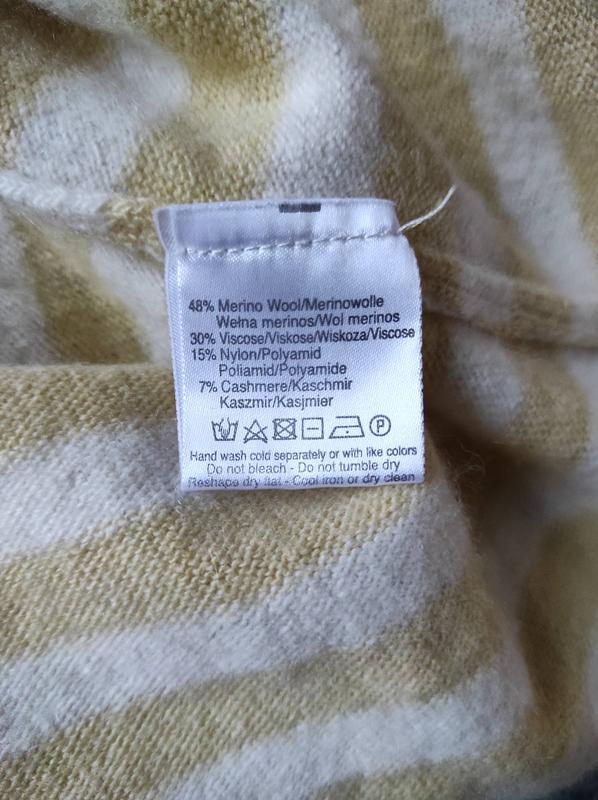 48% Merino Wool/Merinowolle
Wełna merinos/Wol merinos
30% Viscose/Viskose/Wiskoza/Viscose
15% Nylon/Polyamid
Poliamid/Polyamide
7% Cashmere/Kaschmir
Kaszmir/Kasjmier
P
Hand wash cold separately or with like colors
Do not bleach - Do not tumble dry
Reshape dry flat - Cool iron or dry clean